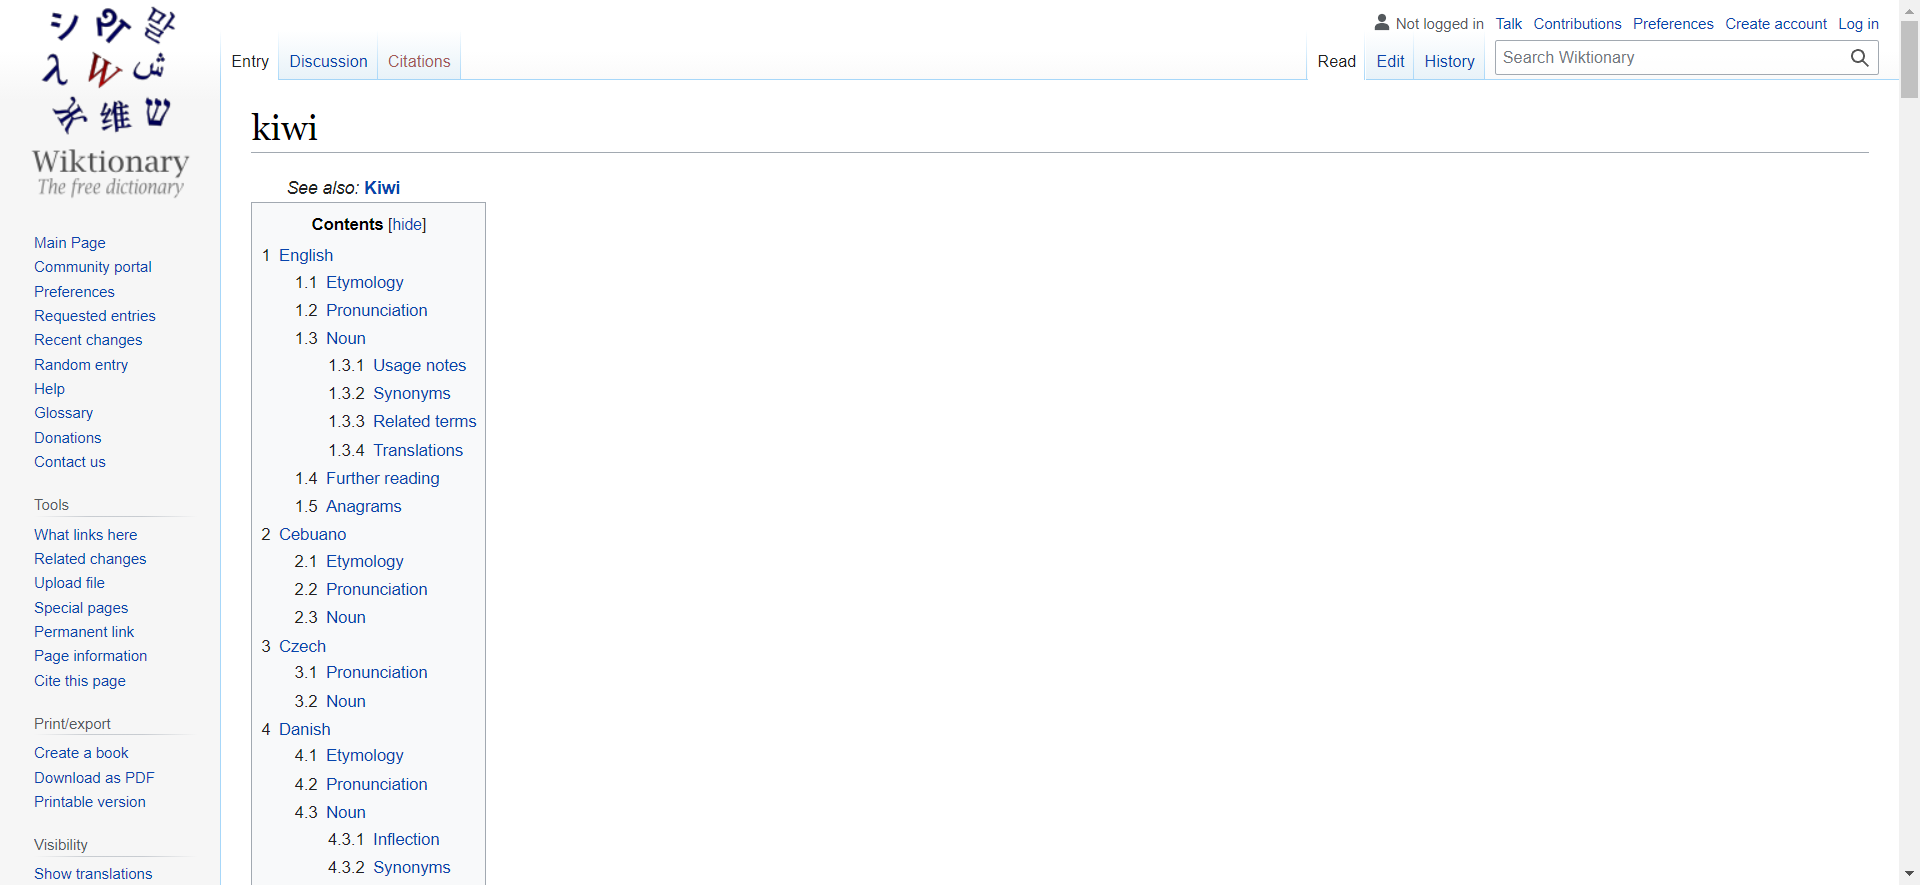 Not logged in Talk Contributions Preferences Create account Log in
Entry Discussion Citations
Read Edit History
Search Wiktionary
シ 말
λ W ش
维 ש
Wiktionary
The free dictionary
Main Page
Community portal
Preferences
Requested entries
Recent changes
Random entry
Help
Glossary
Donations
Contact us
Tools
What links here
Related changes
Upload file
Special pages
Permanent link
Page information
Cite this page
Print/export
Create a book
Download as PDF
Printable version
Visibility
Show translations
kiwi
See also: Kiwi
Contents [hide]
1 English
1.1 Etymology
1.2 Pronunciation
1.3 Noun
1.3.1 Usage notes
1.3.2 Synonyms
1.3.3 Related terms
1.3.4 Translations
1.4 Further reading
1.5 Anagrams
2 Cebuano
2.1 Etymology
2.2 Pronunciation
2.3 Noun
3 Czech
3.1 Pronunciation
3.2 Noun
4 Danish
4.1 Etymology
4.2 Pronunciation
4.3 Noun
4.3.1 Inflection
4.3.2 Synonyms